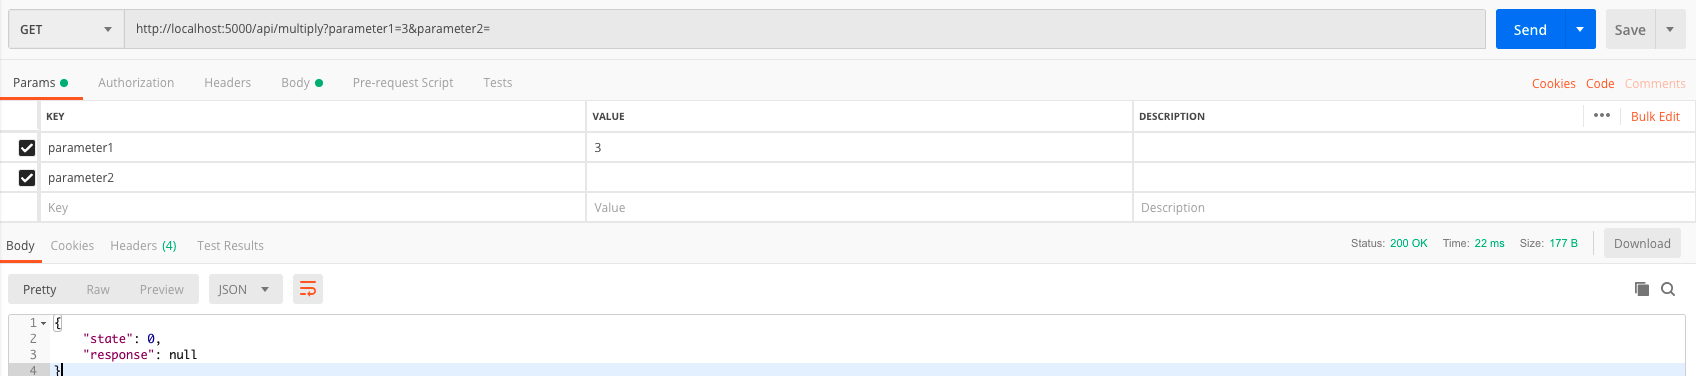 GET http://localhost:5000/api/multiply?parameter1=3&parameter2= Send Save
Params Authorization Headers Body Pre-request Script Tests Cookies Code Comments
KEY VALUE DESCRIPTION ••• Bulk Edit
parameter1 3
parameter2
Key Value Description
Body Cookies Headers (4) Test Results Status: 200 OK Time: 22 ms Size: 177 B Download
Pretty Raw Preview JSON
1 {
2 "state": 0,
3 "response": null
4 }